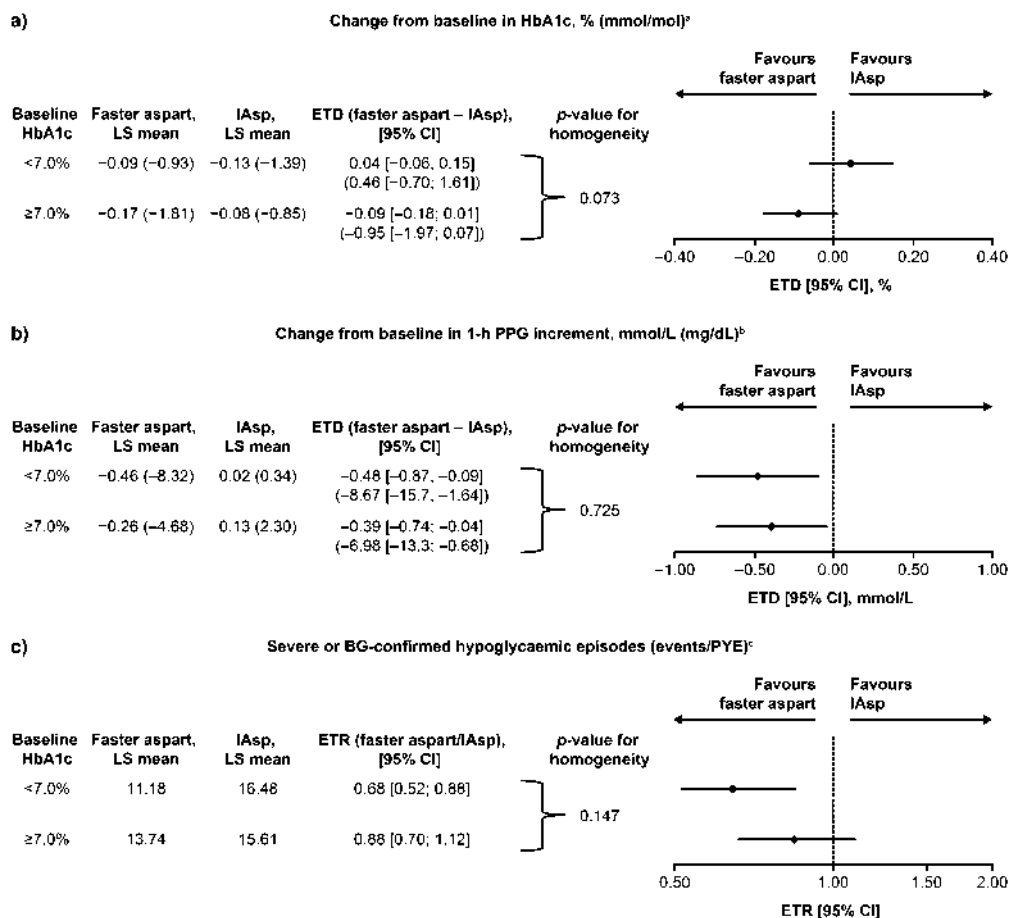 a)
Change from baseline in HbA1c, % (mmol/mol)ᵃ
Favours faster aspart
Favours IAsp
Baseline HbA1c
Faster aspart, LS mean
IAsp, LS mean
ETD (faster aspart – IAsp), [95% CI]
p-value for homogeneity
<7.0% −0.09 (−0.93) −0.13 (−1.39) 0.04 [−0.06, 0.15]
(0.46 [−0.70; 1.61])
0.073
≥7.0% −0.17 (−1.81) −0.08 (−0.85) −0.09 [−0.18; 0.01]
(−0.95 [−1.97; 0.07])
−0.40 −0.20 0.00 0.20 0.40
ETD [95% CI], %
b)
Change from baseline in 1-h PPG increment, mmol/L (mg/dL)ᵇ
Favours faster aspart
Favours IAsp
Baseline HbA1c
Faster aspart, LS mean
IAsp, LS mean
ETD (faster aspart – IAsp), [95% CI]
p-value for homogeneity
<7.0% −0.46 (−8.32) 0.02 (0.34) −0.48 [−0.87, −0.09]
(−8.67 [−15.7, −1.64])
0.725
≥7.0% −0.26 (−4.68) 0.13 (2.30) −0.39 [−0.74; −0.04]
(−6.98 [−13.3; −0.68])
−1.00 −0.50 0.00 0.50 1.00
ETD [95% CI], mmol/L
c)
Severe or BG-confirmed hypoglycaemic episodes (events/PYE)ᶜ
Favours faster aspart
Favours IAsp
Baseline HbA1c
Faster aspart, LS mean
IAsp, LS mean
ETR (faster aspart/IAsp), [95% CI]
p-value for homogeneity
<7.0% 11.18 16.48 0.68 [0.52; 0.88]
0.147
≥7.0% 13.74 15.61 0.88 [0.70; 1.12]
0.50 1.00 1.50 2.00
ETR [95% CI]